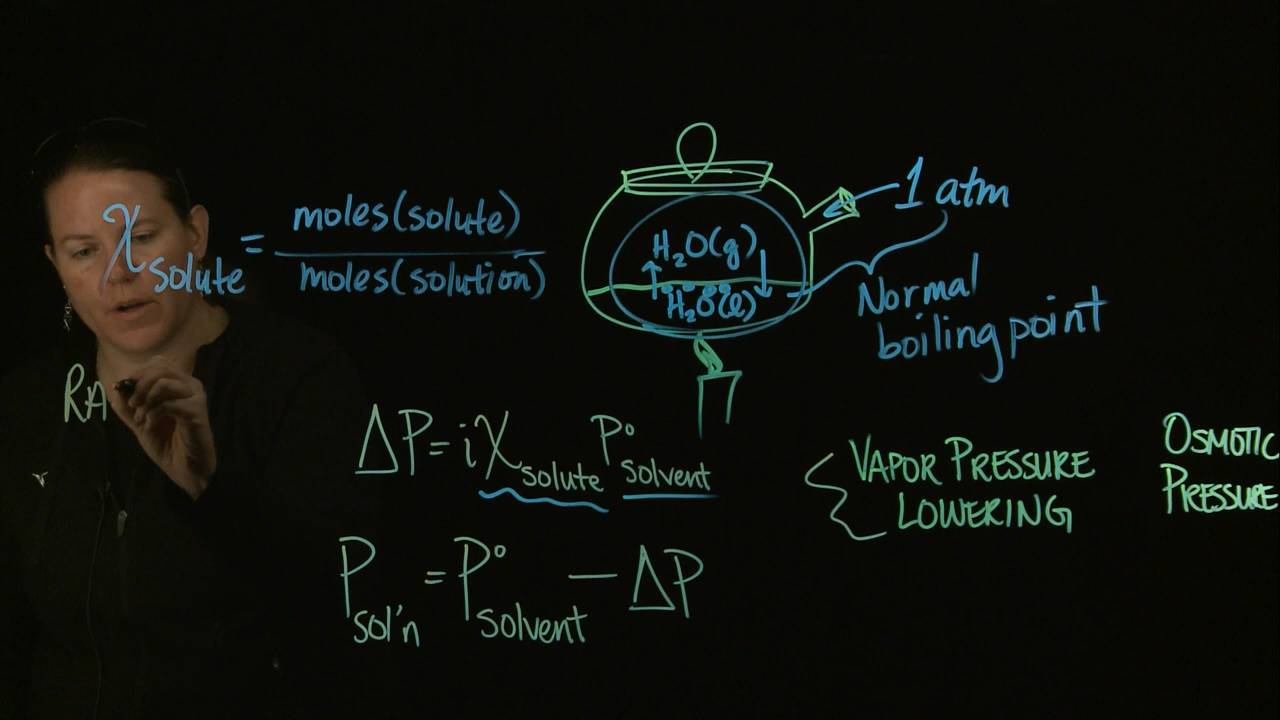 χsolute = moles(solute)
moles(solution)
H₂O(g)
H₂O(l)
1 atm
Normal
boiling point
RA
ΔP = iχsolute P°solvent
Psol'n = P°solvent — ΔP
VAPOR PRESSURE
LOWERING
OSMOTIC
PRESSURE